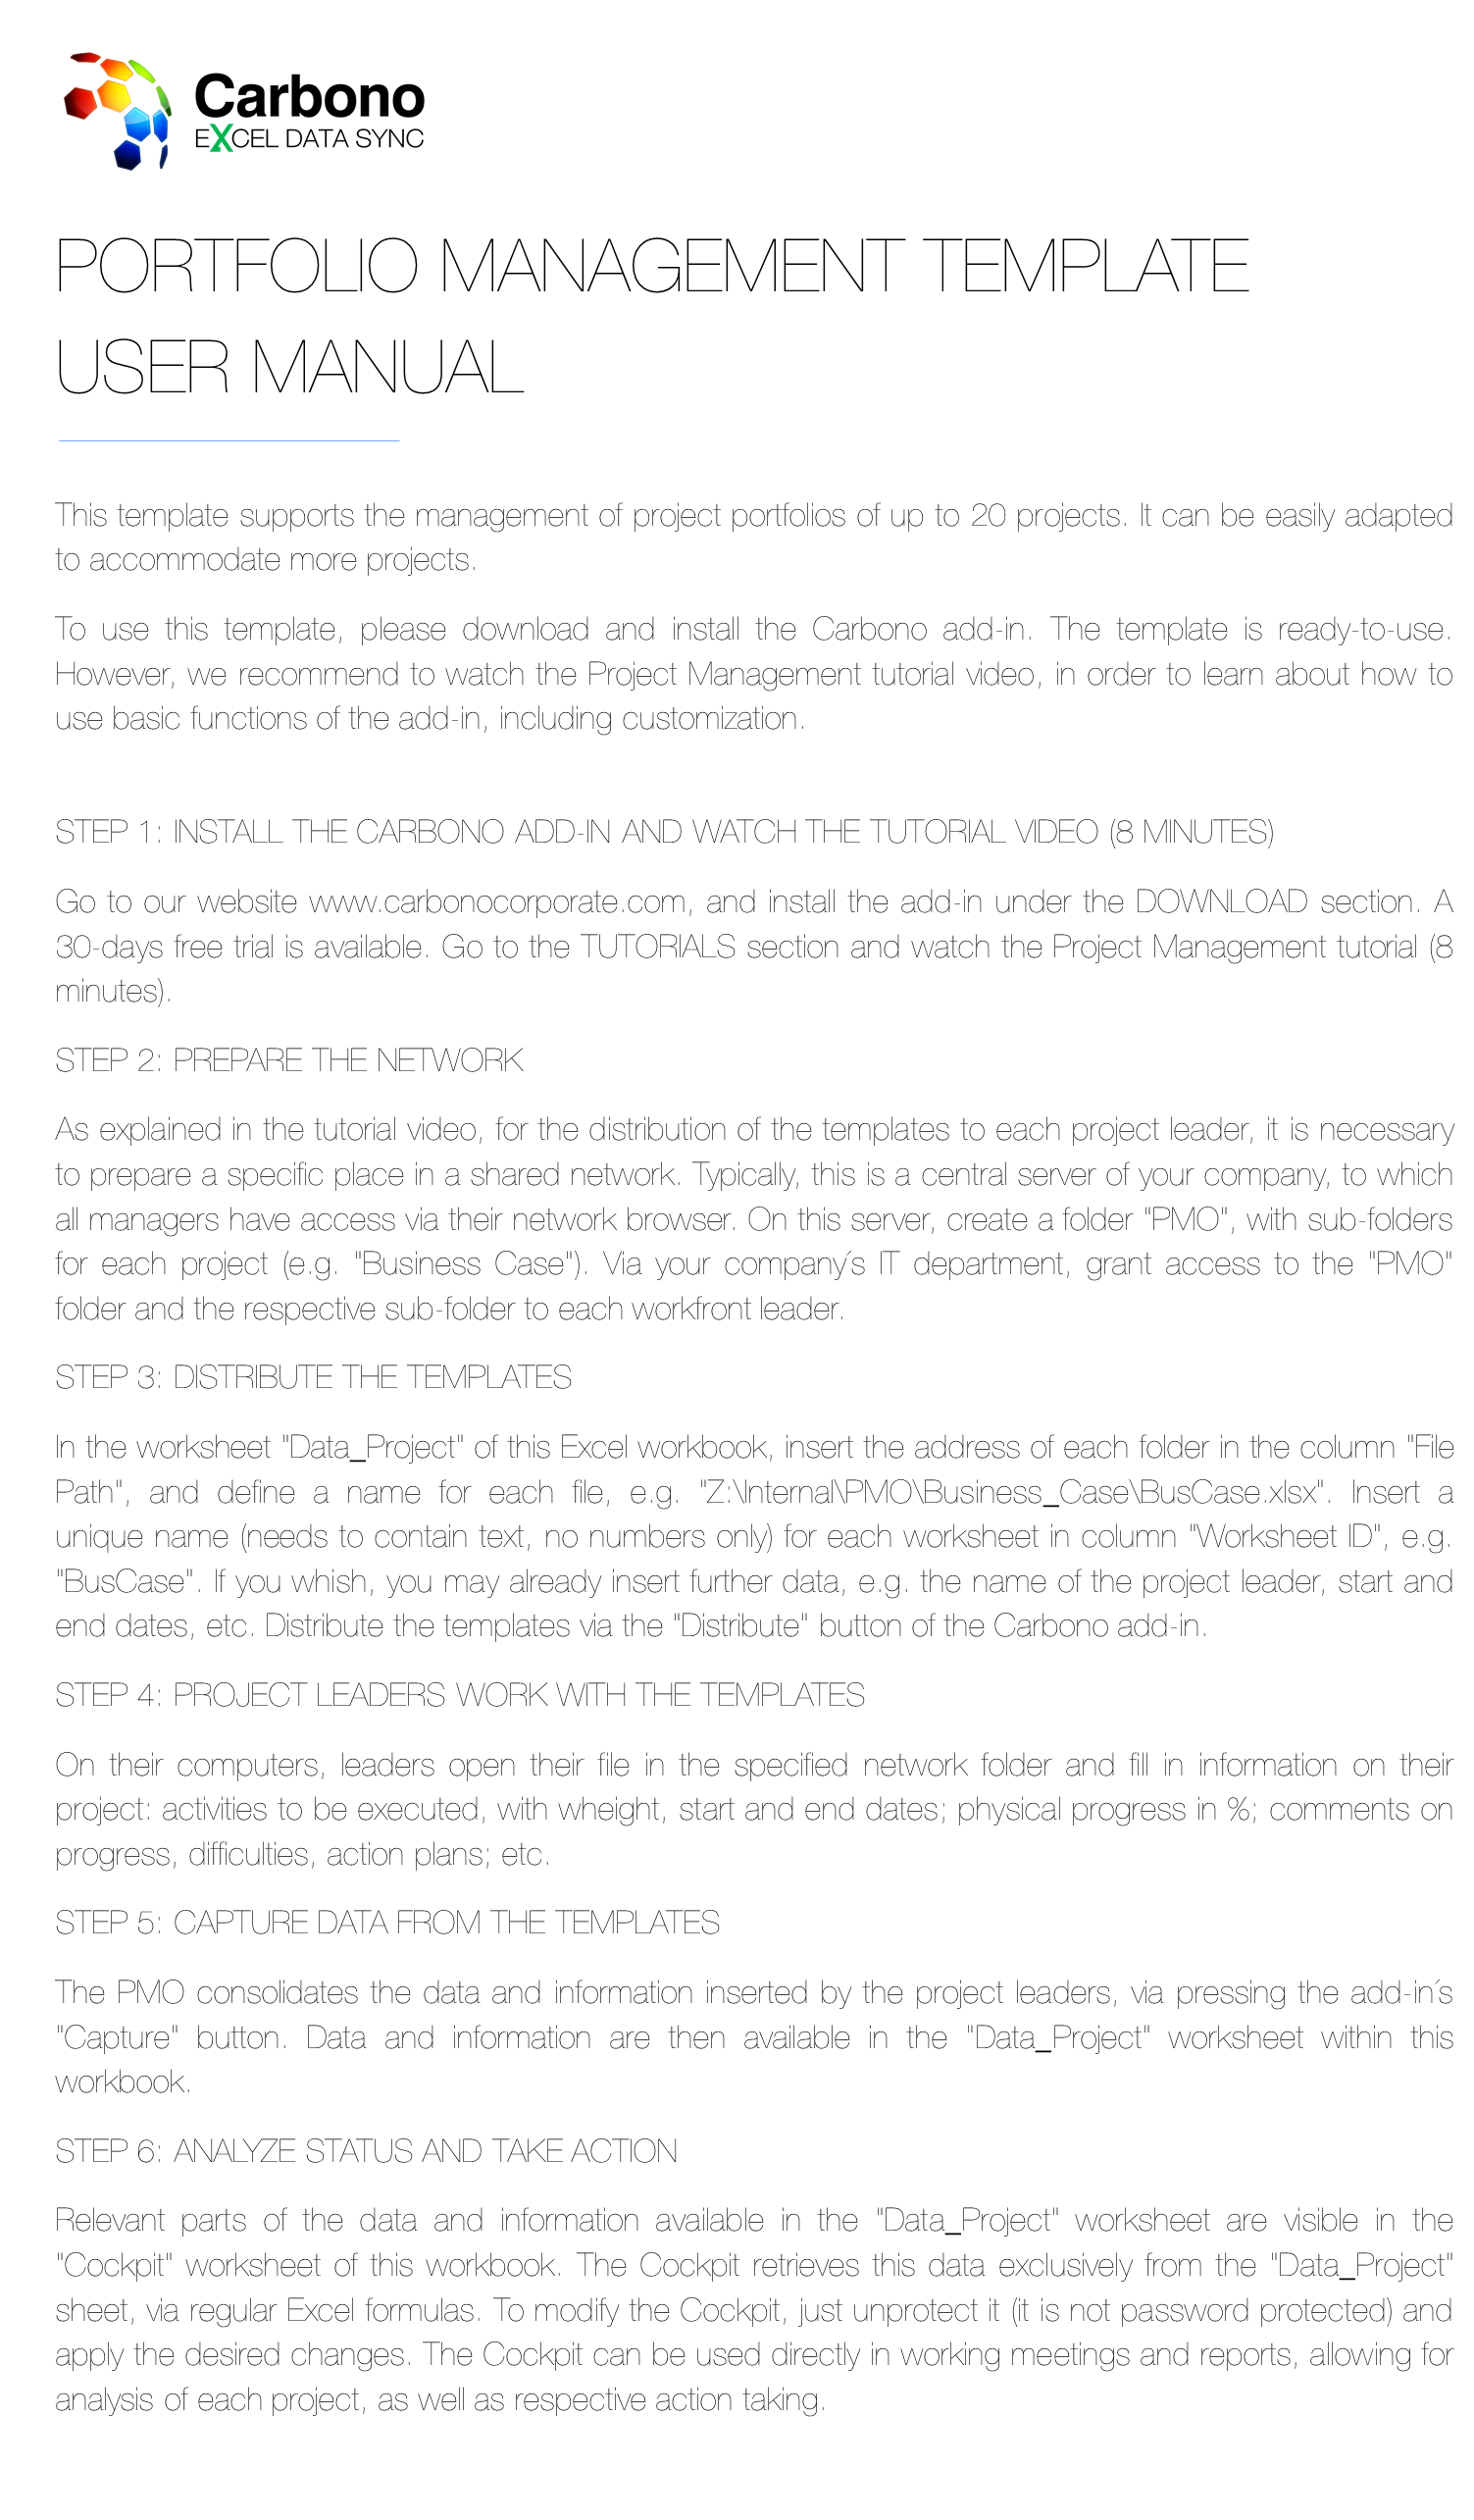 Carbono
EXCEL DATA SYNC
PORTFOLIO MANAGEMENT TEMPLATE
USER MANUAL
This template supports the management of project portfolios of up to 20 projects. It can be easily adapted
to accommodate more projects.
To use this template, please download and install the Carbono add-in. The template is ready-to-use.
However, we recommend to watch the Project Management tutorial video, in order to learn about how to
use basic functions of the add-in, including customization.
STEP 1: INSTALL THE CARBONO ADD-IN AND WATCH THE TUTORIAL VIDEO (8 MINUTES)
Go to our website www.carbonocorporate.com, and install the add-in under the DOWNLOAD section. A
30-days free trial is available. Go to the TUTORIALS section and watch the Project Management tutorial (8
minutes).
STEP 2: PREPARE THE NETWORK
As explained in the tutorial video, for the distribution of the templates to each project leader, it is necessary
to prepare a specific place in a shared network. Typically, this is a central server of your company, to which
all managers have access via their network browser. On this server, create a folder "PMO", with sub-folders
for each project (e.g. "Business Case"). Via your company´s IT department, grant access to the "PMO"
folder and the respective sub-folder to each workfront leader.
STEP 3: DISTRIBUTE THE TEMPLATES
In the worksheet "Data_Project" of this Excel workbook, insert the address of each folder in the column "File
Path", and define a name for each file, e.g. "Z:\Internal\PMO\Business_Case\BusCase.xlsx". Insert a
unique name (needs to contain text, no numbers only) for each worksheet in column "Worksheet ID", e.g.
"BusCase". If you whish, you may already insert further data, e.g. the name of the project leader, start and
end dates, etc. Distribute the templates via the "Distribute" button of the Carbono add-in.
STEP 4: PROJECT LEADERS WORK WITH THE TEMPLATES
On their computers, leaders open their file in the specified network folder and fill in information on their
project: activities to be executed, with wheight, start and end dates; physical progress in %; comments on
progress, difficulties, action plans; etc.
STEP 5: CAPTURE DATA FROM THE TEMPLATES
The PMO consolidates the data and information inserted by the project leaders, via pressing the add-in´s
"Capture" button. Data and information are then available in the "Data_Project" worksheet within this
workbook.
STEP 6: ANALYZE STATUS AND TAKE ACTION
Relevant parts of the data and information available in the "Data_Project" worksheet are visible in the
"Cockpit" worksheet of this workbook. The Cockpit retrieves this data exclusively from the "Data_Project"
sheet, via regular Excel formulas. To modify the Cockpit, just unprotect it (it is not password protected) and
apply the desired changes. The Cockpit can be used directly in working meetings and reports, allowing for
analysis of each project, as well as respective action taking.